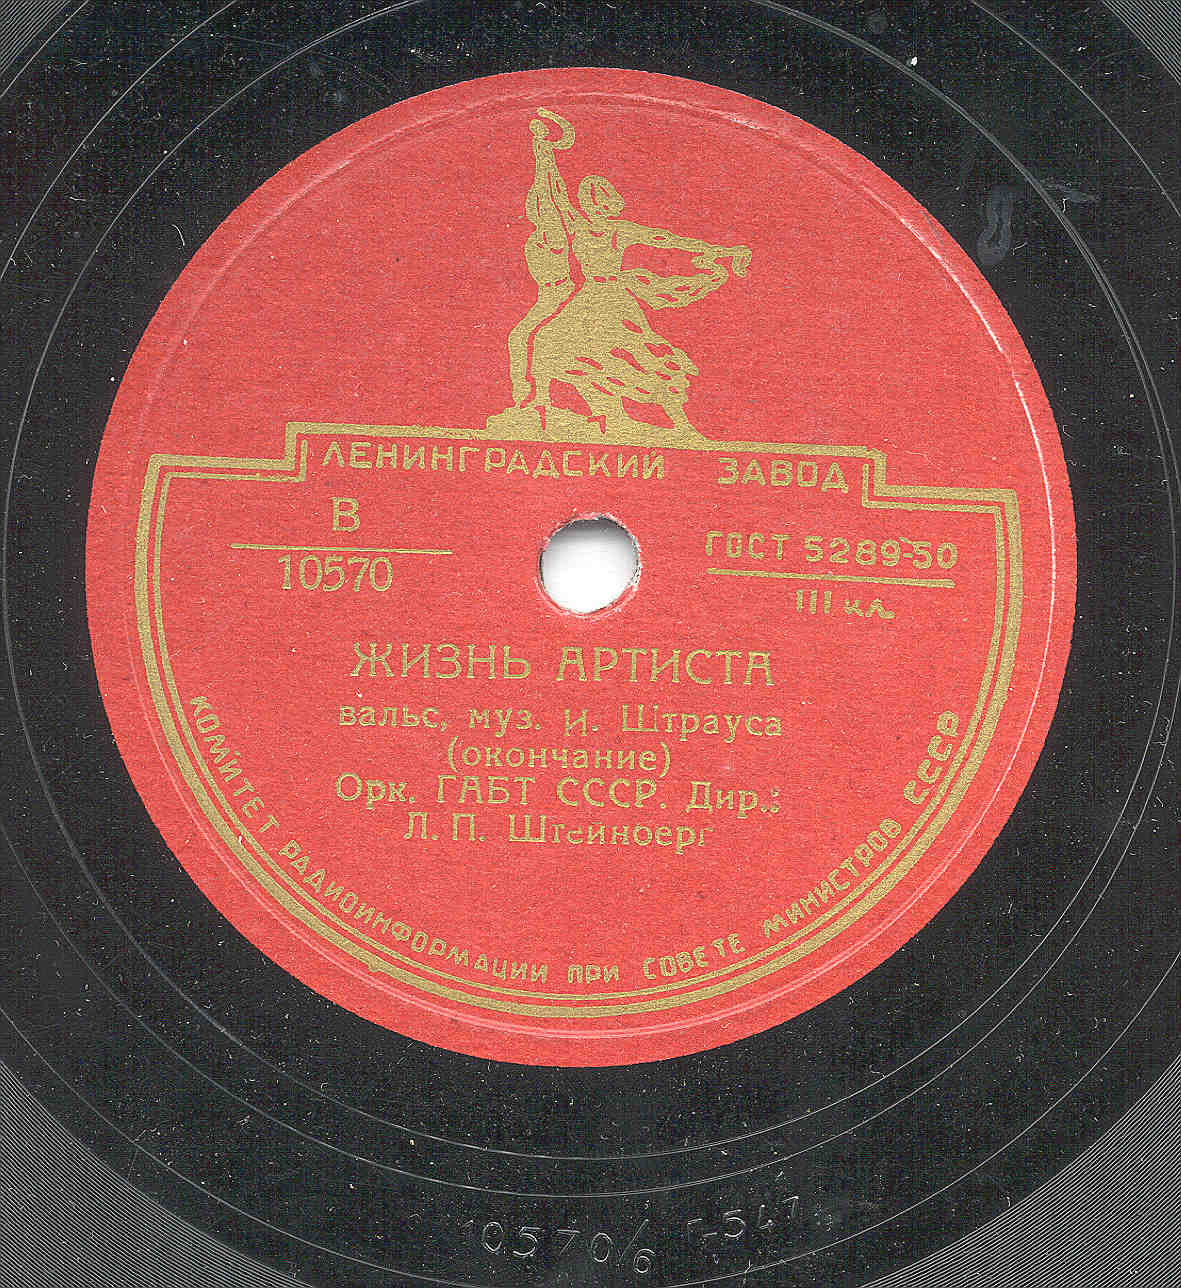 ЛЕНИНГРАДСКИЙ ЗАВОД
В
10570
ГОСТ 5289-50
III кл.
ЖИЗНЬ АРТИСТА
вальс, муз. И. Штрауса
(окончание)
Орк. ГАБТ СССР. Дир.:
Л. П. Штейнберг
КОМИТЕТ РАДИОИНФОРМАЦИИ ПРИ СОВЕТЕ МИНИСТРОВ СССР
10570/6